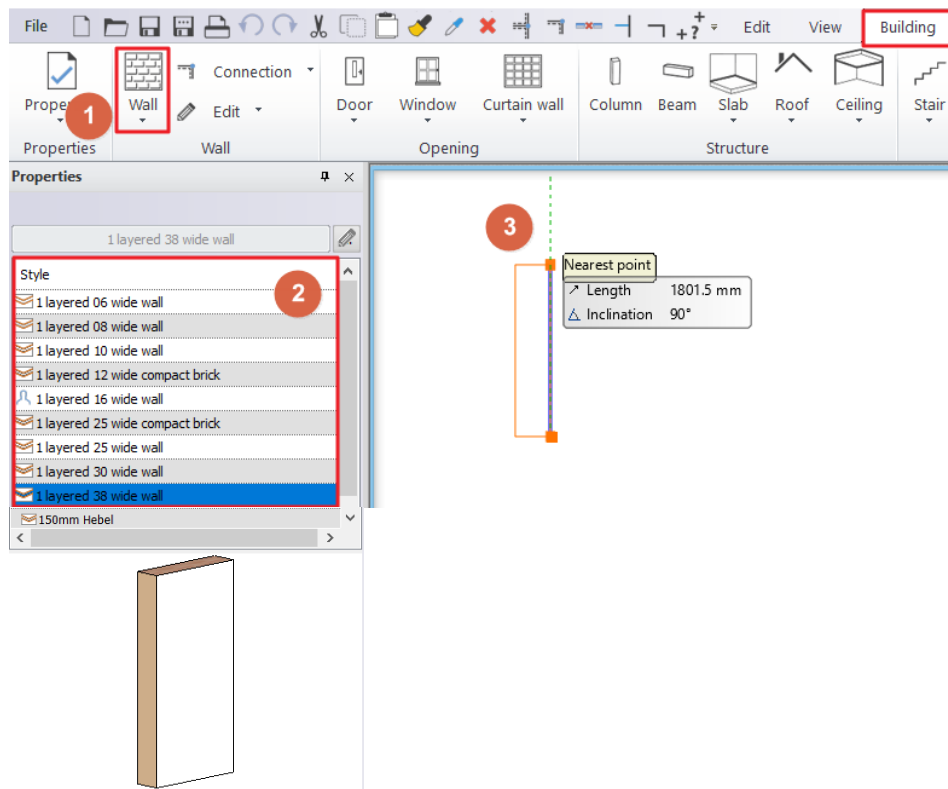 File Edit View Building
Connection
Wall
Edit
Door Window Curtain wall Column Beam Slab Roof Ceiling Stair
1
Properties Wall Opening Structure
Properties
1 layered 38 wide wall
Style
2
1 layered 06 wide wall
1 layered 08 wide wall
1 layered 10 wide wall
1 layered 12 wide compact brick
1 layered 16 wide wall
1 layered 25 wide compact brick
1 layered 25 wide wall
1 layered 30 wide wall
1 layered 38 wide wall
150mm Hebel
3
Nearest point
Length 1801.5 mm
Inclination 90°